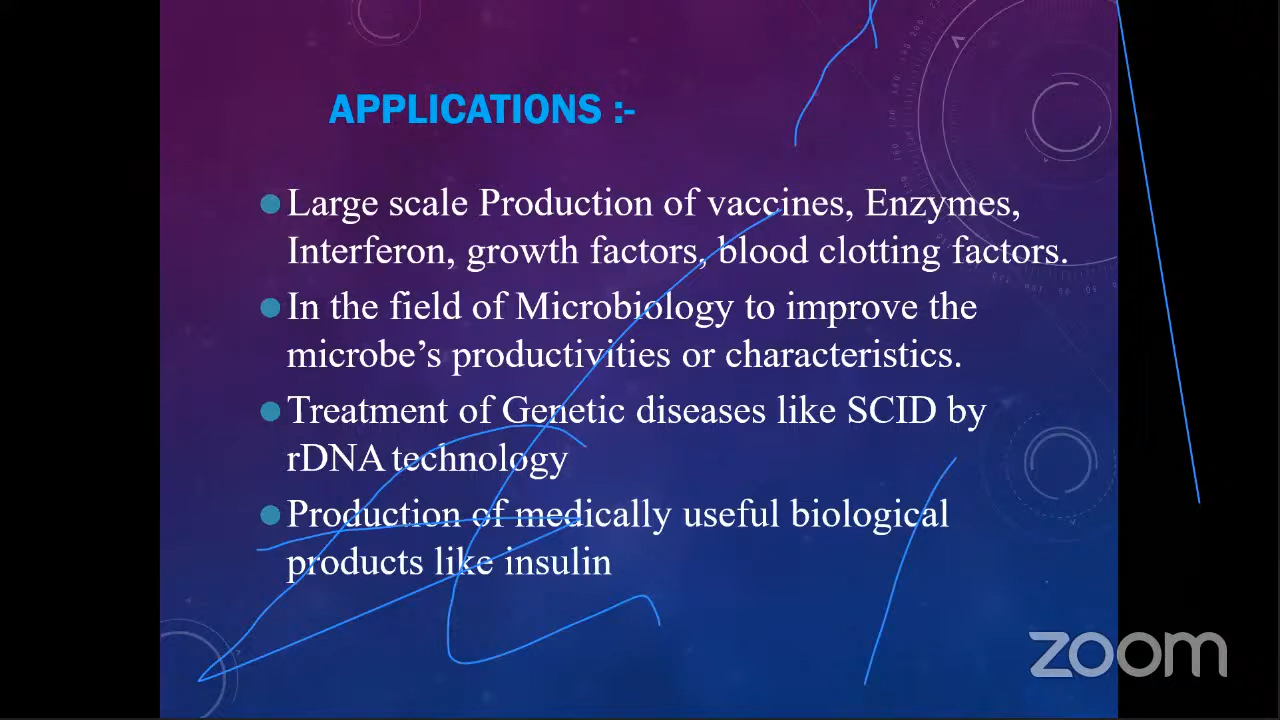 APPLICATIONS :-
Large scale Production of vaccines, Enzymes,
Interferon, growth factors, blood clotting factors.
In the field of Microbiology to improve the
microbe’s productivities or characteristics.
Treatment of Genetic diseases like SCID by
rDNA technology
Production of medically useful biological
products like insulin
zoom